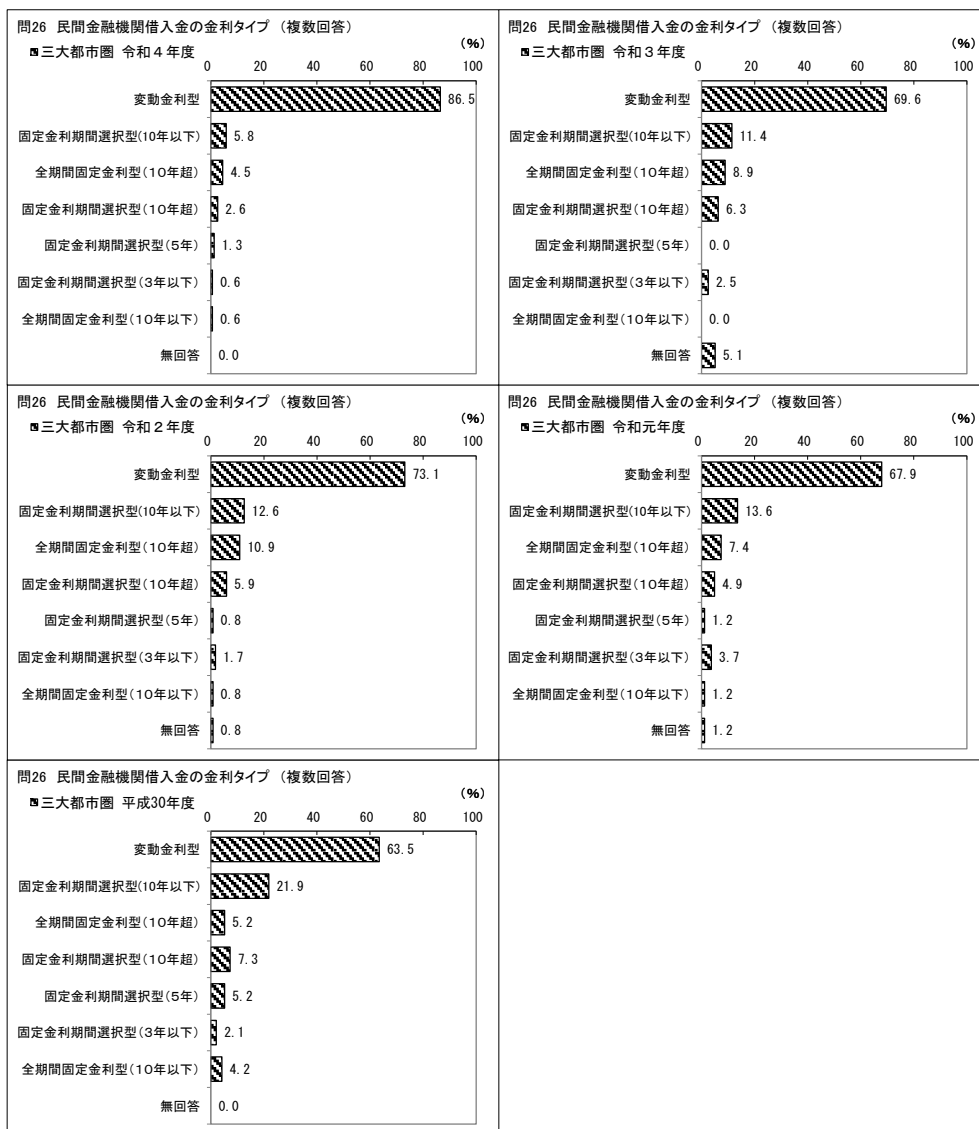 問26 民間金融機関借入金の金利タイプ (複数回答)
三大都市圏 令和４年度
(%)
0 20 40 60 80 100
変動金利型 86.5
固定金利期間選択型(10年以下) 5.8
全期間固定金利型(10年超) 4.5
固定金利期間選択型(10年超) 2.6
固定金利期間選択型(5年) 1.3
固定金利期間選択型(3年以下) 0.6
全期間固定金利型(10年以下) 0.6
無回答 0.0
問26 民間金融機関借入金の金利タイプ (複数回答)
三大都市圏 令和３年度
(%)
0 20 40 60 80 100
変動金利型 69.6
固定金利期間選択型(10年以下) 11.4
全期間固定金利型(10年超) 8.9
固定金利期間選択型(10年超) 6.3
固定金利期間選択型(5年) 0.0
固定金利期間選択型(3年以下) 2.5
全期間固定金利型(10年以下) 0.0
無回答 5.1
問26 民間金融機関借入金の金利タイプ (複数回答)
三大都市圏 令和２年度
(%)
0 20 40 60 80 100
変動金利型 73.1
固定金利期間選択型(10年以下) 12.6
全期間固定金利型(10年超) 10.9
固定金利期間選択型(10年超) 5.9
固定金利期間選択型(5年) 0.8
固定金利期間選択型(3年以下) 1.7
全期間固定金利型(10年以下) 0.8
無回答 0.8
問26 民間金融機関借入金の金利タイプ (複数回答)
三大都市圏 令和元年度
(%)
0 20 40 60 80 100
変動金利型 67.9
固定金利期間選択型(10年以下) 13.6
全期間固定金利型(10年超) 7.4
固定金利期間選択型(10年超) 4.9
固定金利期間選択型(5年) 1.2
固定金利期間選択型(3年以下) 3.7
全期間固定金利型(10年以下) 1.2
無回答 1.2
問26 民間金融機関借入金の金利タイプ (複数回答)
三大都市圏 平成30年度
(%)
0 20 40 60 80 100
変動金利型 63.5
固定金利期間選択型(10年以下) 21.9
全期間固定金利型(10年超) 5.2
固定金利期間選択型(10年超) 7.3
固定金利期間選択型(5年) 5.2
固定金利期間選択型(3年以下) 2.1
全期間固定金利型(10年以下) 4.2
無回答 0.0